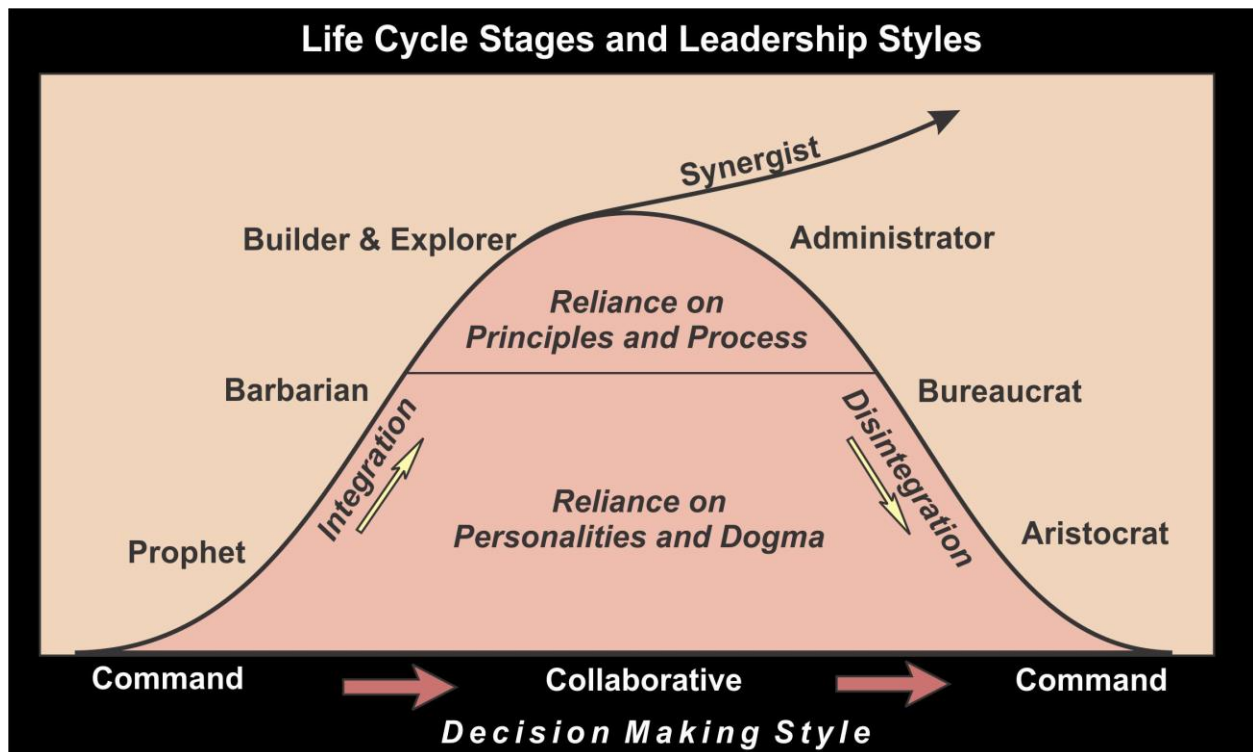 Life Cycle Stages and Leadership Styles
Synergist
Builder & Explorer
Administrator
Reliance on
Principles and Process
Barbarian
Bureaucrat
Integration
Disintegration
Reliance on
Personalities and Dogma
Prophet
Aristocrat
Command
Collaborative
Command
Decision Making Style